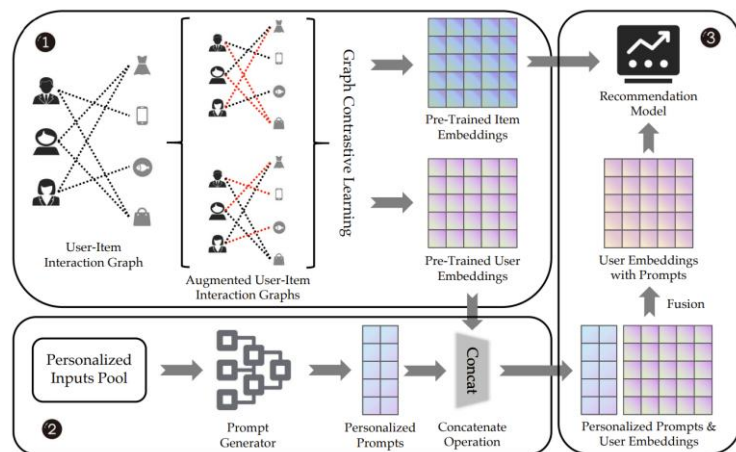 1
User-Item
Interaction Graph
Augmented User-Item
Interaction Graphs
Graph Contrastive Learning
Pre-Trained Item
Embeddings
Pre-Trained User
Embeddings
2
Personalized
Inputs Pool
Prompt
Generator
Personalized
Prompts
Concat
Concatenate
Operation
3
Recommendation
Model
User Embeddings
with Prompts
Fusion
Personalized Prompts &
User Embeddings